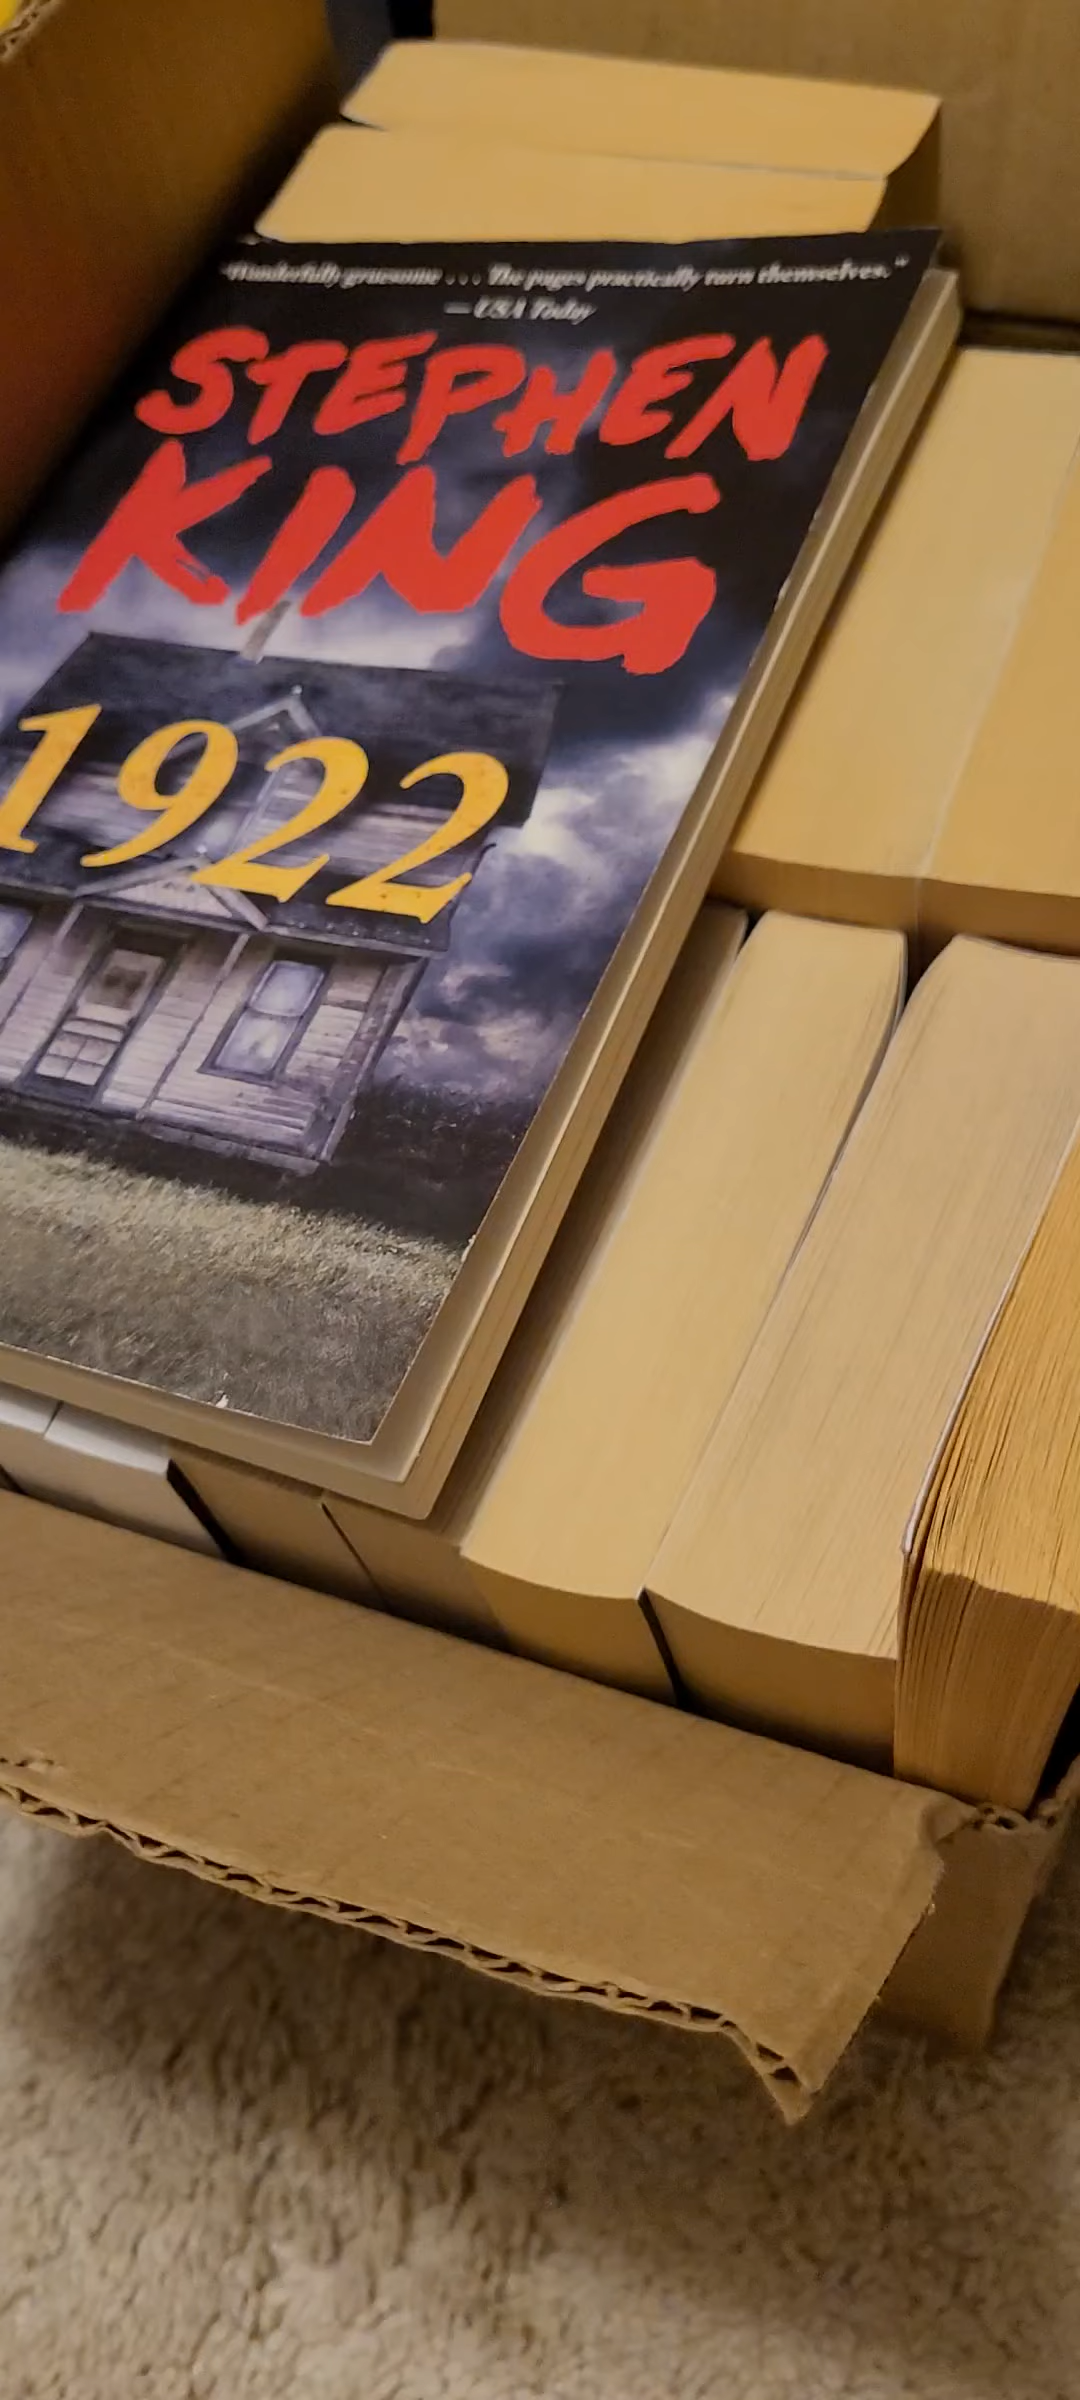 "Wonderfully gruesome . . . The pages practically turn themselves."
— USA Today
STEPHEN
KING
1922